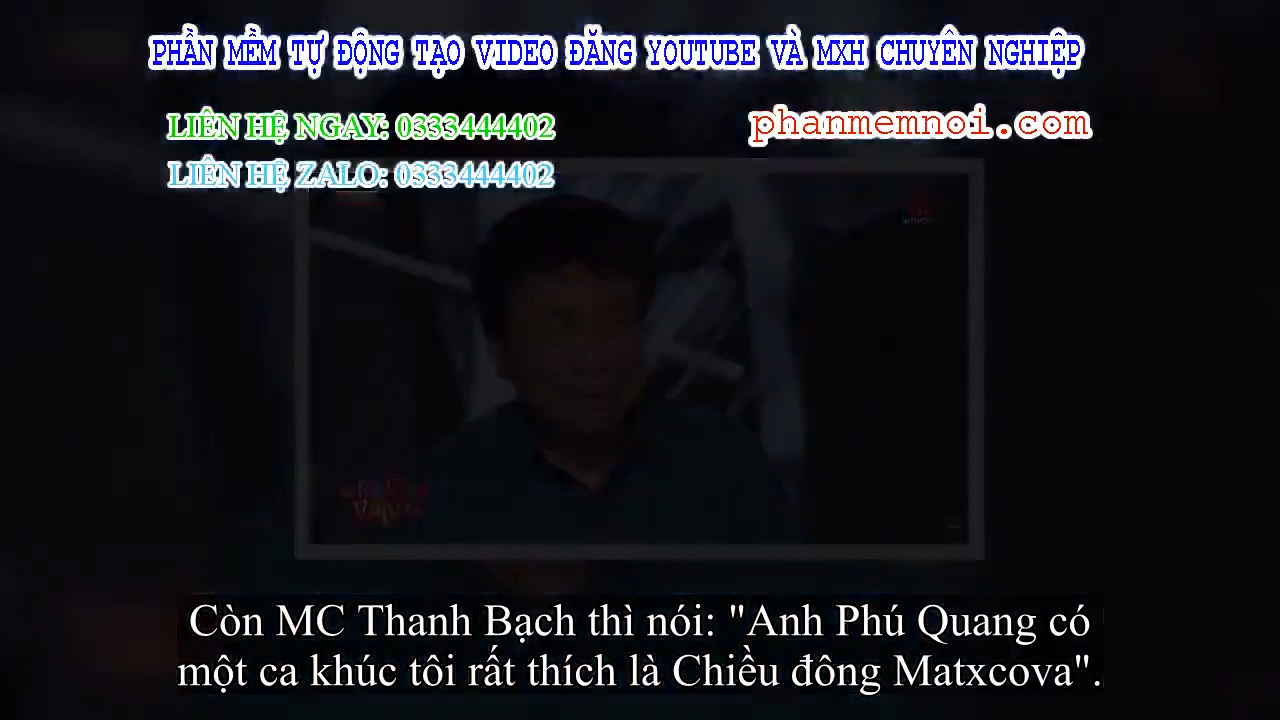 PHẦN MỀM TỰ ĐỘNG TẠO VIDEO ĐĂNG YOUTUBE VÀ MXH CHUYÊN NGHIỆP
LIÊN HỆ NGAY: 0333444402
phanmemnoi.com
LIÊN HỆ ZALO: 0333444402
Còn MC Thanh Bạch thì nói: "Anh Phú Quang có
một ca khúc tôi rất thích là Chiều đông Matxcova".